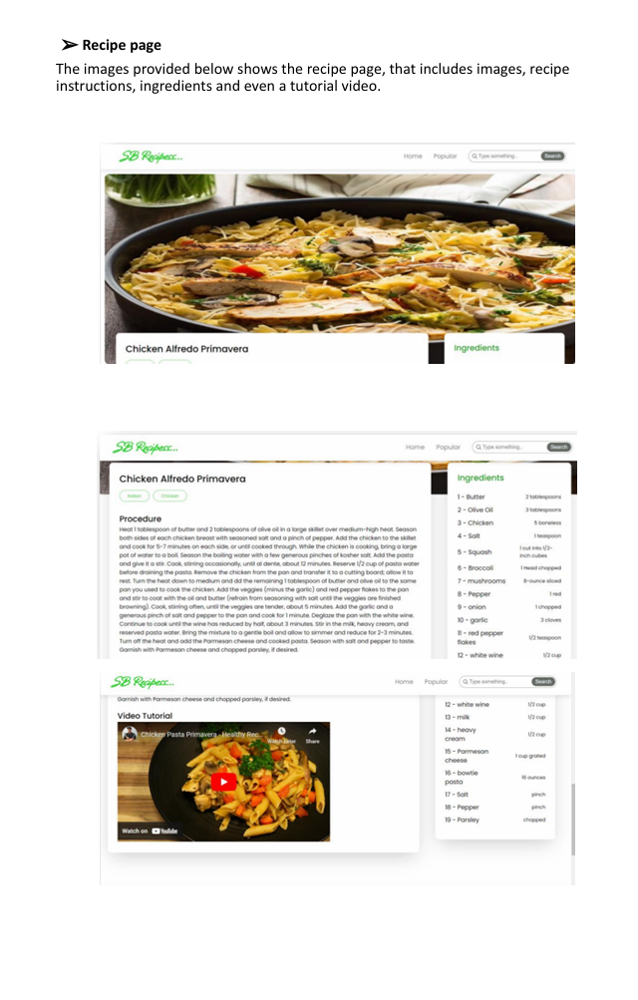 ➢ Recipe page
The images provided below shows the recipe page, that includes images, recipe
instructions, ingredients and even a tutorial video.
SB Recipess...
Home Popular Type something.. Search
Chicken Alfredo Primavera
Ingredients
SB Recipess...
Home Popular Type something.. Search
Chicken Alfredo Primavera
Italian Chicken
Procedure
Heat 1 tablespoon of butter and 2 tablespoons of olive oil in a large skillet over medium-high heat. Season
both sides of each chicken breast with seasoned salt and a pinch of pepper. Add the chicken to the skillet
and cook for 5-7 minutes on each side, or until cooked through. While the chicken is cooking, bring a large
pot of water to a boil. Season the boiling water with a few generous pinches of kosher salt. Add the pasta
and give it a stir. Cook, stirring occasionally, until al dente, about 12 minutes. Reserve 1/2 cup of pasta water
before draining the pasta. Remove the chicken from the pan and transfer it to a cutting board; allow it to
rest. Turn the heat down to medium and dd the remaining 1 tablespoon of butter and olive oil to the same
pan you used to cook the chicken. Add the veggies (minus the garlic) and red pepper flakes to the pan
and stir to coat with the oil and butter (refrain from seasoning with salt until the veggies are finished
browning). Cook, stirring often, until the veggies are tender, about 5 minutes. Add the garlic and a
generous pinch of salt and pepper to the pan and cook for 1 minute. Deglaze the pan with the white wine.
Continue to cook until the wine has reduced by half, about 3 minutes. Stir in the milk, heavy cream, and
reserved pasta water. Bring the mixture to a gentle boil and allow to simmer and reduce for 2-3 minutes.
Turn off the heat and add the Parmesan cheese and cooked pasta. Season with salt and pepper to taste.
Garnish with Parmesan cheese and chopped parsley, if desired.
Ingredients
1 - Butter 2 tablespoons
2 - Olive Oil 3 tablespoons
3 - Chicken 5 boneless
4 - Salt 1 teaspoon
5 - Squash 1 cut into 1/2-
inch cubes
6 - Broccoli 1 Head chopped
7 - mushrooms 8-ounce sliced
8 - Pepper 1 red
9 - onion 1 chopped
10 - garlic 3 cloves
11 - red pepper
flakes 1/2 teaspoon
12 - white wine 1/2 cup
SB Recipess...
Home Popular Type something.. Search
Garnish with Parmesan cheese and chopped parsley, if desired.
Video Tutorial
Chicken Pasta Primavera - Healthy Rec...
Watch later Share
Watch on YouTube
12 - white wine 1/2 cup
13 - milk 1/2 cup
14 - heavy
cream 1/2 cup
15 - Parmesan
cheese 1 cup grated
16 - bowtie
pasta 16 ounces
17 - Salt pinch
18 - Pepper pinch
19 - Parsley chopped